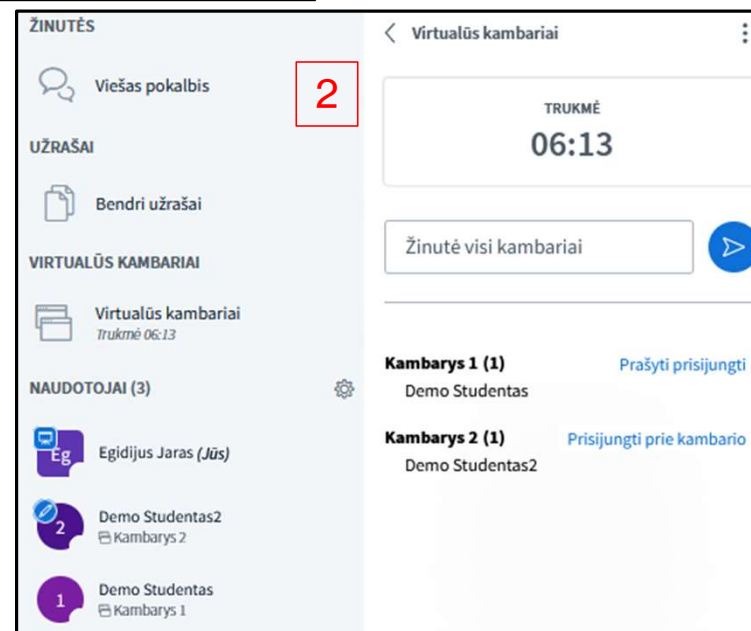 ŽINUTĖS
Viešas pokalbis
2
UŽRAŠAI
Bendri užrašai
VIRTUALŪS KAMBARIAI
Virtualūs kambariai
Trukmė 06:13
NAUDOTOJAI (3)
Eg
Egidijus Jaras (Jūs)
2
Demo Studentas2
Kambarys 2
1
Demo Studentas
Kambarys 1
Virtualūs kambariai
TRUKMĖ
06:13
Žinutė visi kambariai
Kambarys 1 (1) Prašyti prisijungti
Demo Studentas
Kambarys 2 (1) Prisijungti prie kambario
Demo Studentas2